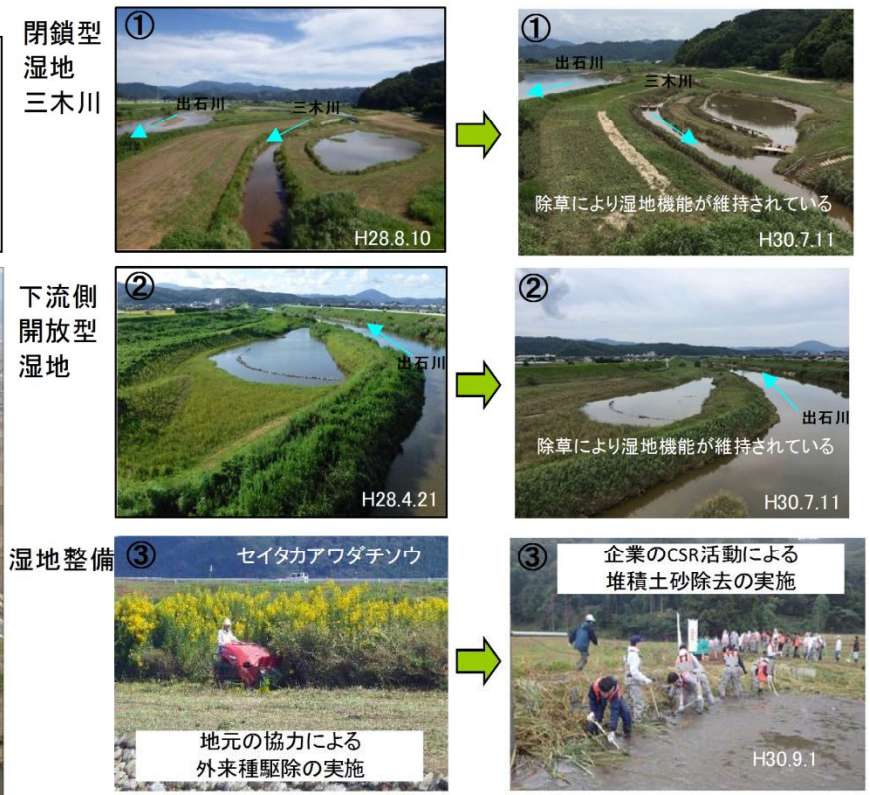 閉鎖型
湿地
三木川
①
出石川
三木川
H28.8.10
①
出石川
三木川
除草により湿地機能が維持されている
H30.7.11
下流側
開放型
湿地
②
出石川
H28.4.21
②
出石川
除草により湿地機能が維持されている
H30.7.11
湿地整備
③
セイタカアワダチソウ
地元の協力による
外来種駆除の実施
③
企業のCSR活動による
堆積土砂除去の実施
H30.9.1